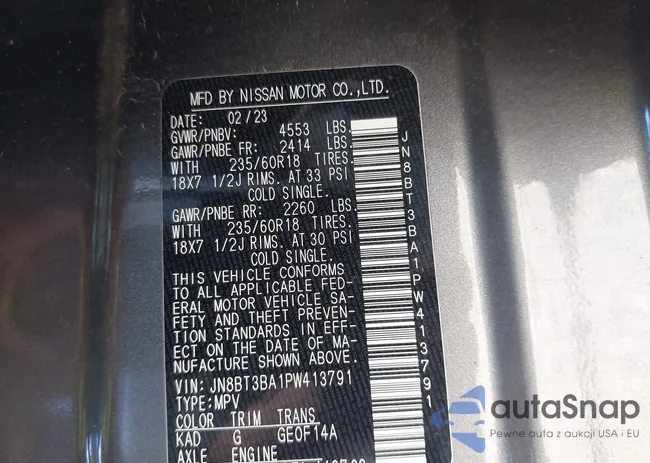 MFD BY NISSAN MOTOR CO.,LTD.
DATE: 02/23
GVWR/PNBV: 4553 LBS.
GAWR/PNBE FR: 2414 LBS.
WITH 235/60R18 TIRES.
18X7 1/2J RIMS. AT 33 PSI
COLD SINGLE.
GAWR/PNBE RR: 2260 LBS.
WITH 235/60R18 TIRES.
18X7 1/2J RIMS. AT 30 PSI
COLD SINGLE.
THIS VEHICLE CONFORMS
TO ALL APPLICABLE FED-
ERAL MOTOR VEHICLE SA-
FETY AND THEFT PREVEN-
TION STANDARDS IN EFF-
ECT ON THE DATE OF MA-
NUFACTURE SHOWN ABOVE.
VIN: JN8BT3BA1PW413791
TYPE: MPV
COLOR TRIM TRANS
KAD G GE0F14A
AXLE ENGINE
JN8BT3BA1PW413791
autoSnap
Pewne auta z aukcji USA i EU